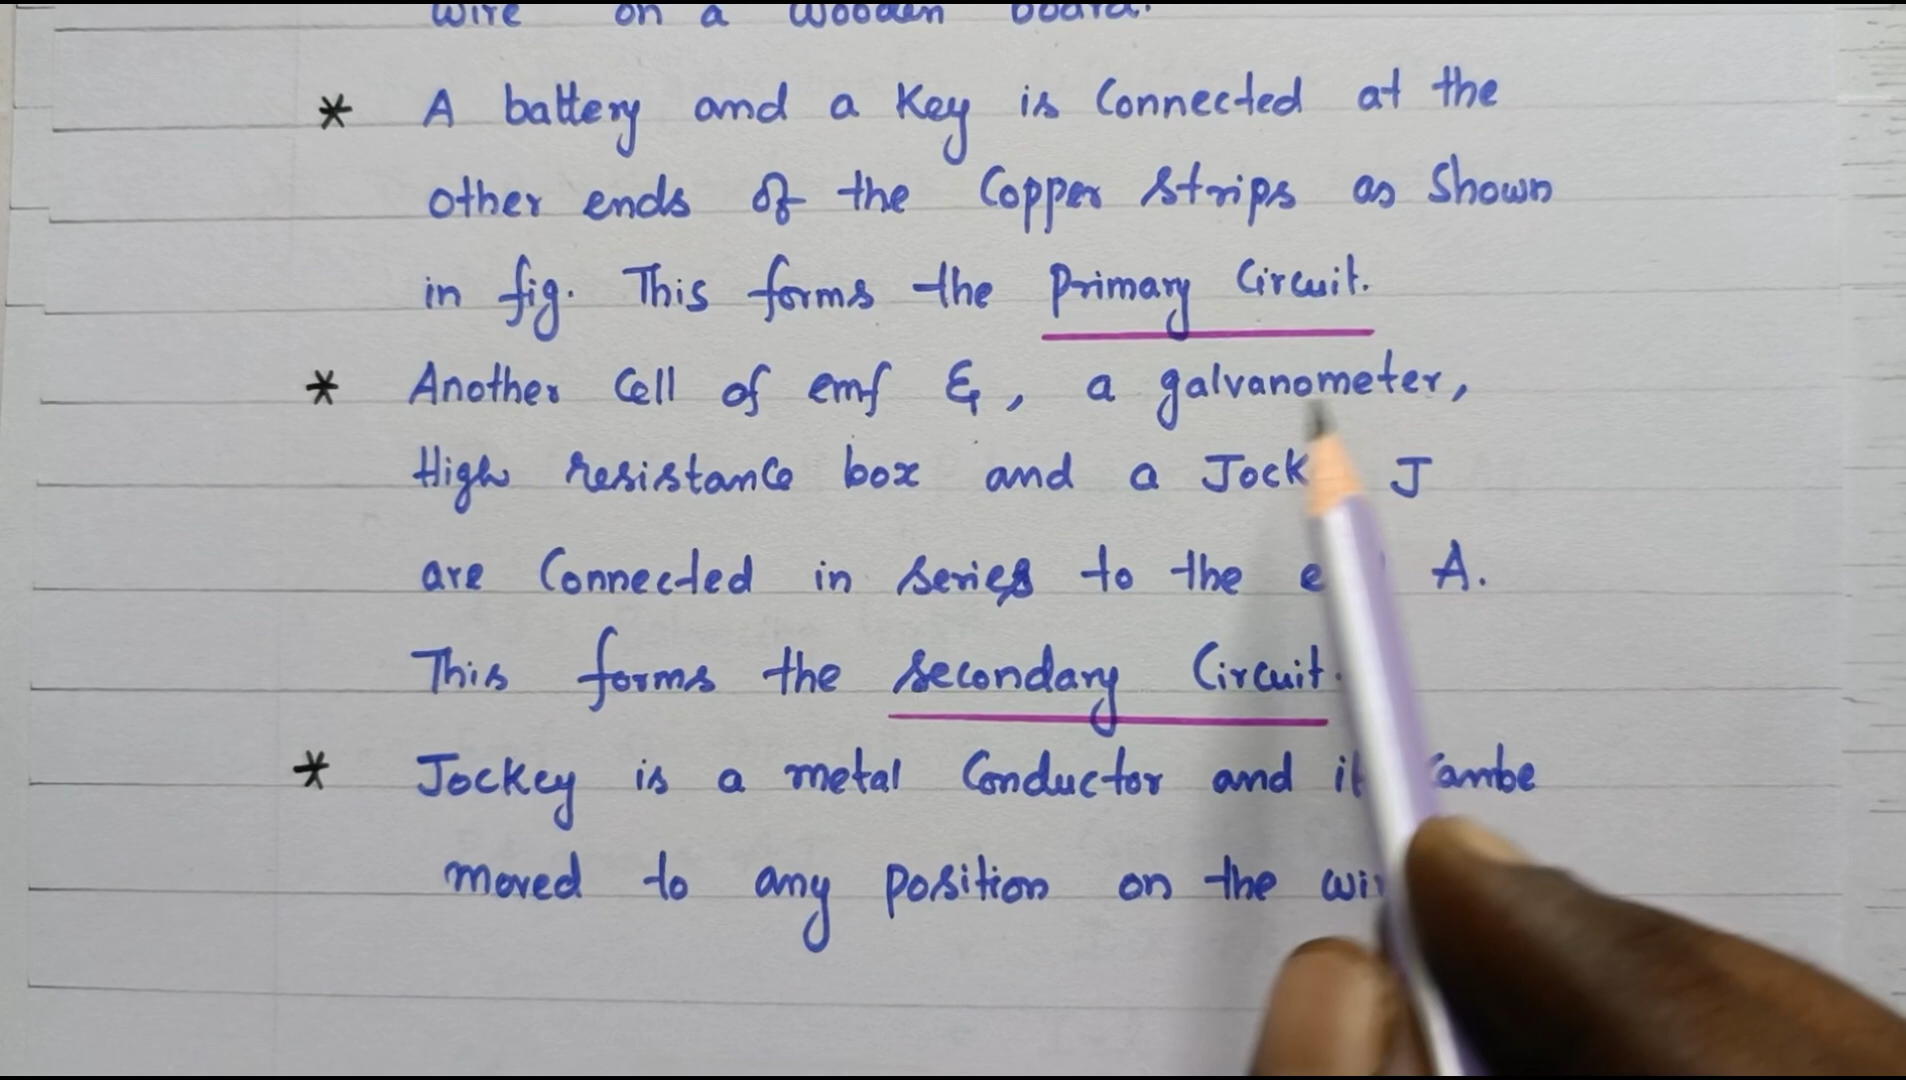 wire on a wooden board.
* A battery and a key is Connected at the
other ends of the Copper strips as Shown
in fig. This forms the Primary Circuit.
* Another Cell of emf ξ, a galvanometer,
High resistance box and a Jock J
are Connected in series to the A.
This forms the secondary Circuit.
* Jockey is a metal Conductor and it canbe
moved to any position on the